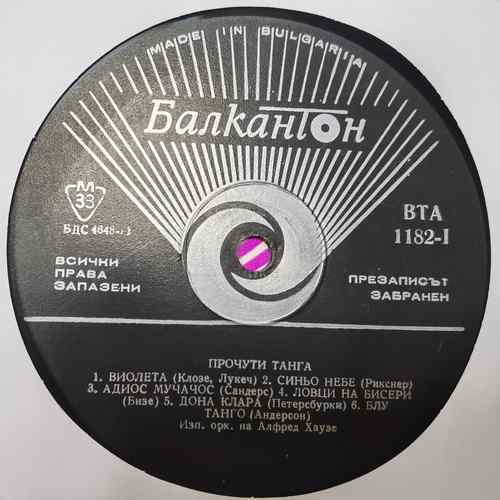 MADE IN BULGARIA
Балкантон
М
33
БДС 4848-73
ВСИЧКИ
ПРАВА
ЗАПАЗЕНИ
ВТА
1182-I
ПРЕЗАПИСЪТ
ЗАБРАНЕН
ПРОЧУТИ ТАНГА
1. ВИОЛЕТА (Клозе, Лукеч) 2. СИНЬО НЕБЕ (Рикснер)
3. АДИОС МУЧАЧОС (Сандерс) 4. ЛОВЦИ НА БИСЕРИ
(Бизе) 5. ДОНА КЛАРА (Петерсбурки) 6. БЛУ
ТАНГО (Андерсон)
Изп. орк. на Алфред Хаузе